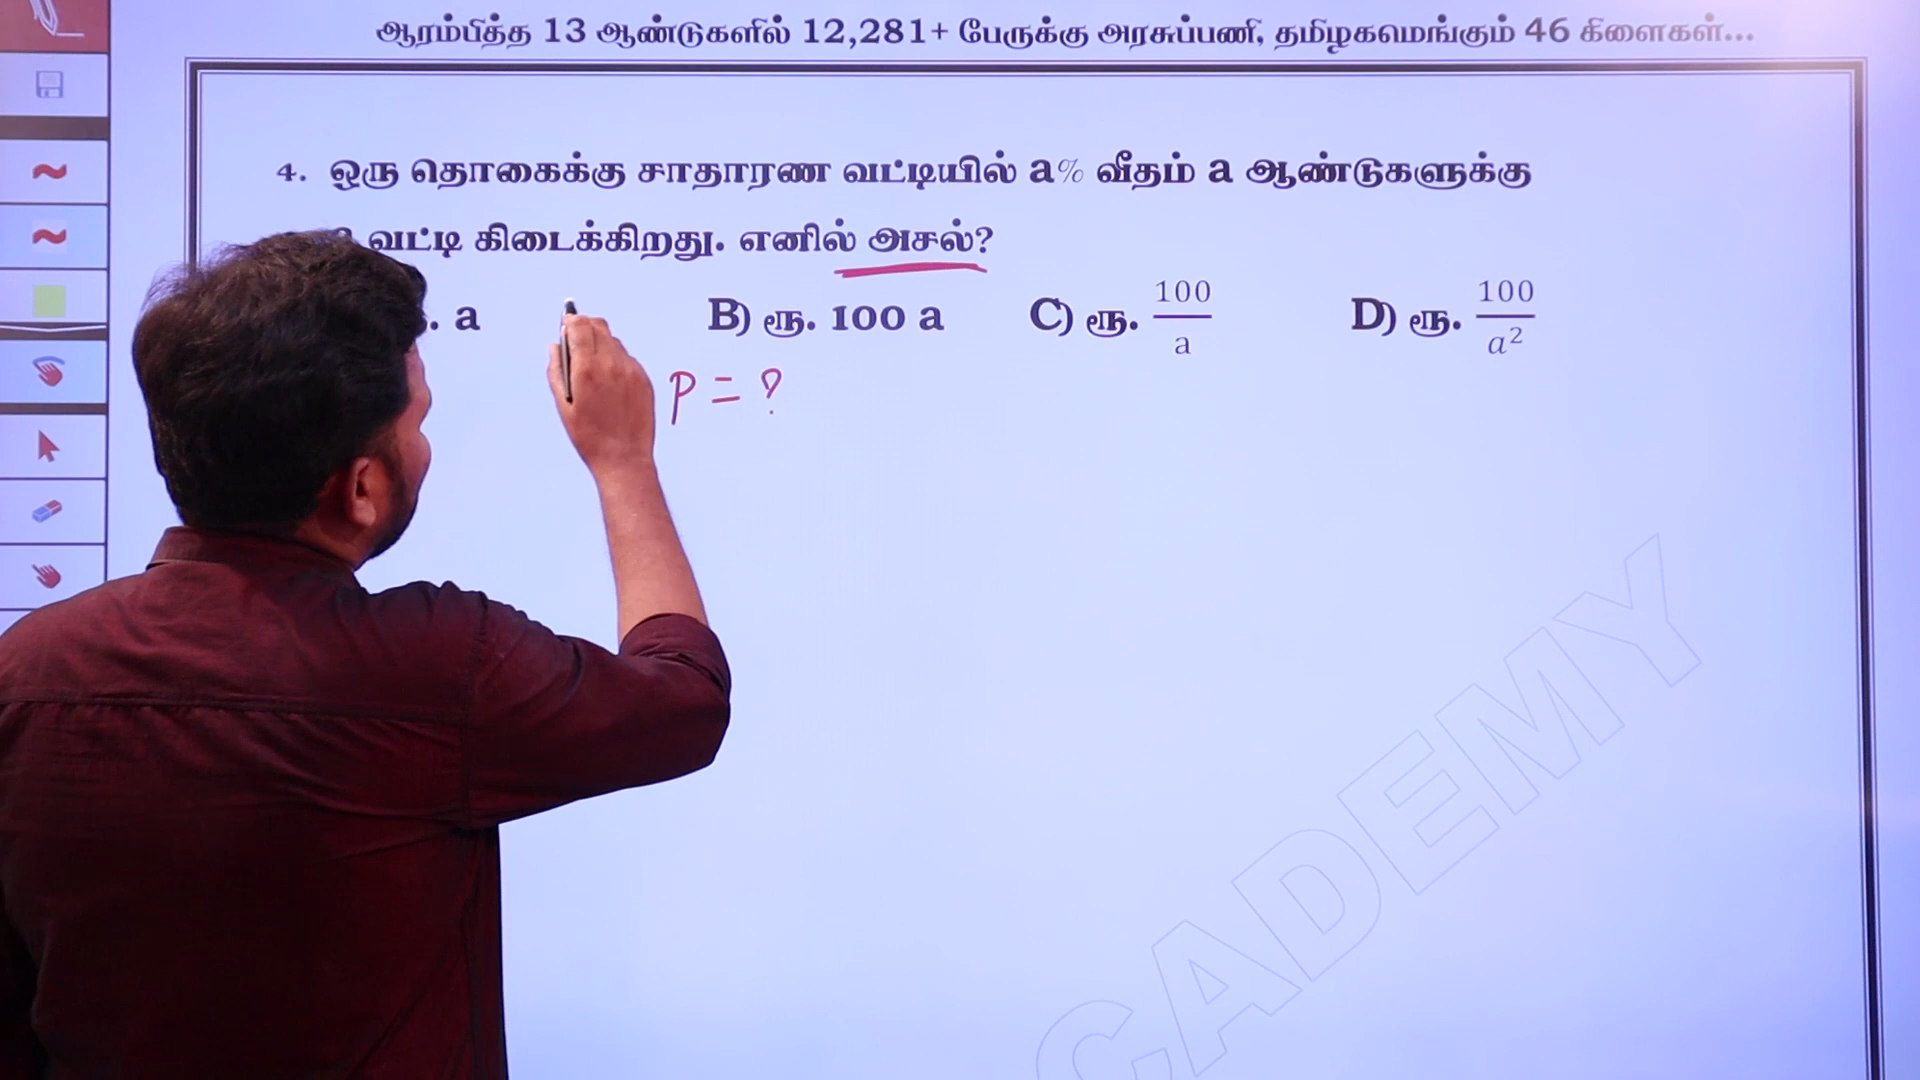 ஆரம்பித்த 13 ஆண்டுகளில் 12,281+ பேருக்கு அரசுப்பணி, தமிழகமெங்கும் 46 கிளைகள்...
4. ஒரு தொகைக்கு சாதாரண வட்டியில் a% வீதம் a ஆண்டுகளுக்கு
வட்டி கிடைக்கிறது. எனில் அசல்?
. a B) ரூ. 100 a C) ரூ. 100/a D) ரூ. 100/a²
P = ?
CADEMY